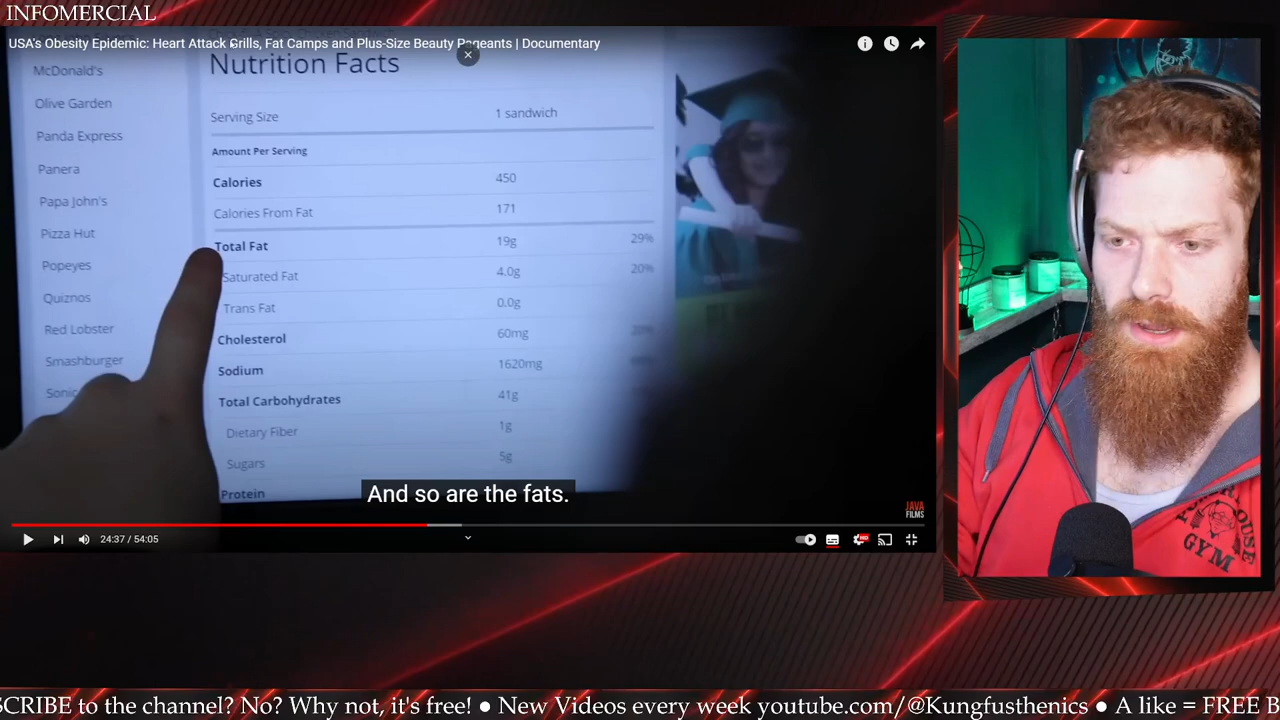 INFOMERCIAL
USA's Obesity Epidemic: Heart Attack Grills, Fat Camps and Plus-Size Beauty Pageants | Documentary
McDonald's
Olive Garden
Panda Express
Panera
Papa John's
Pizza Hut
Popeyes
Quiznos
Red Lobster
Smashburger
Sonic
Nutrition Facts
Serving Size 1 sandwich
Amount Per Serving
Calories 450
Calories From Fat 171
Total Fat 19g 29%
Saturated Fat 4.0g 20%
Trans Fat 0.0g
Cholesterol 60mg 20%
Sodium 1620mg
Total Carbohydrates 41g
Dietary Fiber 1g
Sugars 5g
Protein
And so are the fats.
JAVA
FILMS
24:37 / 54:05
HD
GYM
SCRIBE to the channel? No? Why not, it's free! ● New Videos every week youtube.com/@Kungfusthenics ● A like = FREE B